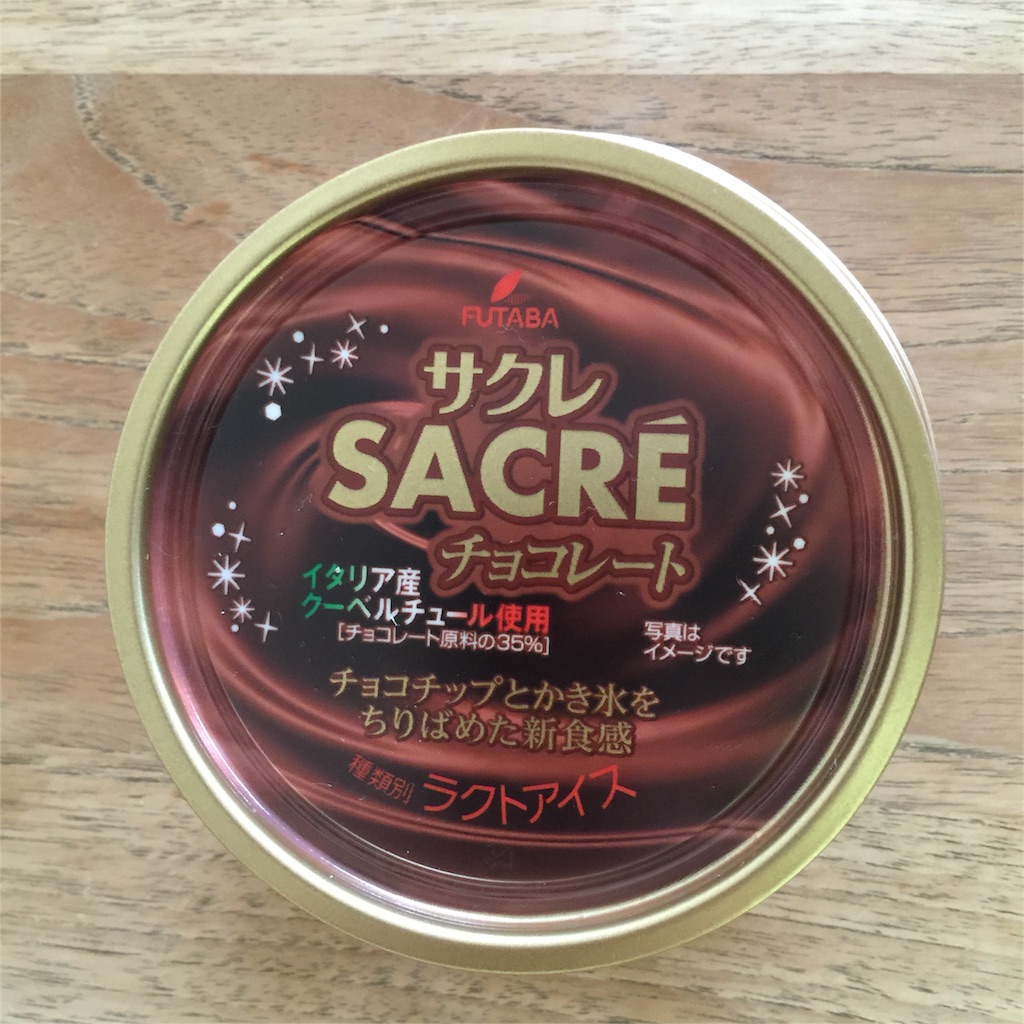 FUTABA
サクレ
SACRÉ
チョコレート
イタリア産
クーベルチュール使用
[チョコレート原料の35%]
写真は
イメージです
チョコチップとかき氷を
ちりばめた新食感
種類別 ラクトアイス